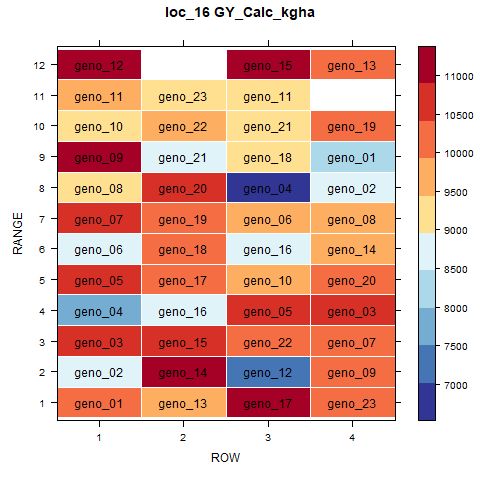 loc_16 GY_Calc_kgha
12 geno_12 geno_15 geno_13
11 geno_11 geno_23 geno_11
10 geno_10 geno_22 geno_21 geno_19
9 geno_09 geno_21 geno_18 geno_01
8 geno_08 geno_20 geno_04 geno_02
7 geno_07 geno_19 geno_06 geno_08
6 geno_06 geno_18 geno_16 geno_14
5 geno_05 geno_17 geno_10 geno_20
4 geno_04 geno_16 geno_05 geno_03
3 geno_03 geno_15 geno_22 geno_07
2 geno_02 geno_14 geno_12 geno_09
1 geno_01 geno_13 geno_17 geno_23
1 2 3 4
ROW
RANGE
11000
10500
10000
9500
9000
8500
8000
7500
7000